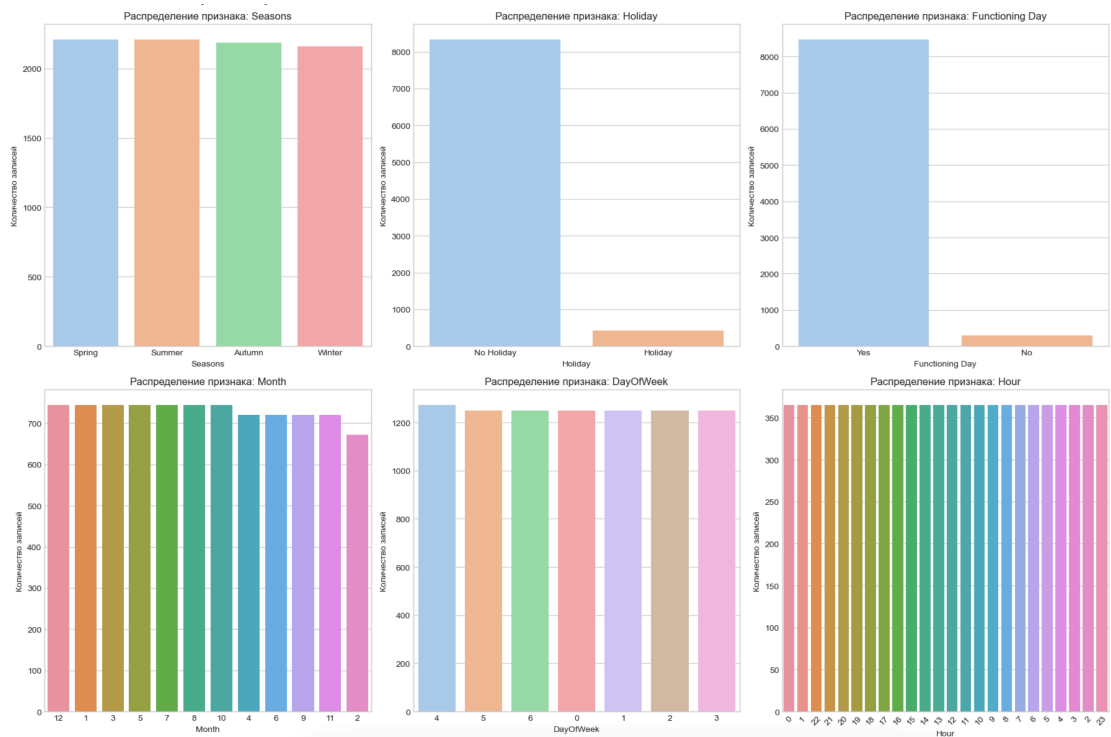 Распределение признака: Seasons
Количество записей
2000
1500
1000
500
0
Spring Summer Autumn Winter
Seasons
Распределение признака: Holiday
Количество записей
8000
7000
6000
5000
4000
3000
2000
1000
0
No Holiday Holiday
Holiday
Распределение признака: Functioning Day
Количество записей
8000
7000
6000
5000
4000
3000
2000
1000
0
Yes No
Functioning Day
Распределение признака: Month
Количество записей
700
600
500
400
300
200
100
0
12 1 3 5 7 8 10 4 6 9 11 2
Month
Распределение признака: DayOfWeek
Количество записей
1200
1000
800
600
400
200
0
4 5 6 0 1 2 3
DayOfWeek
Распределение признака: Hour
Количество записей
350
300
250
200
150
100
50
0
0 1 22 21 20 19 18 17 16 15 14 13 12 11 10 9 8 7 6 5 4 3 2 23
Hour